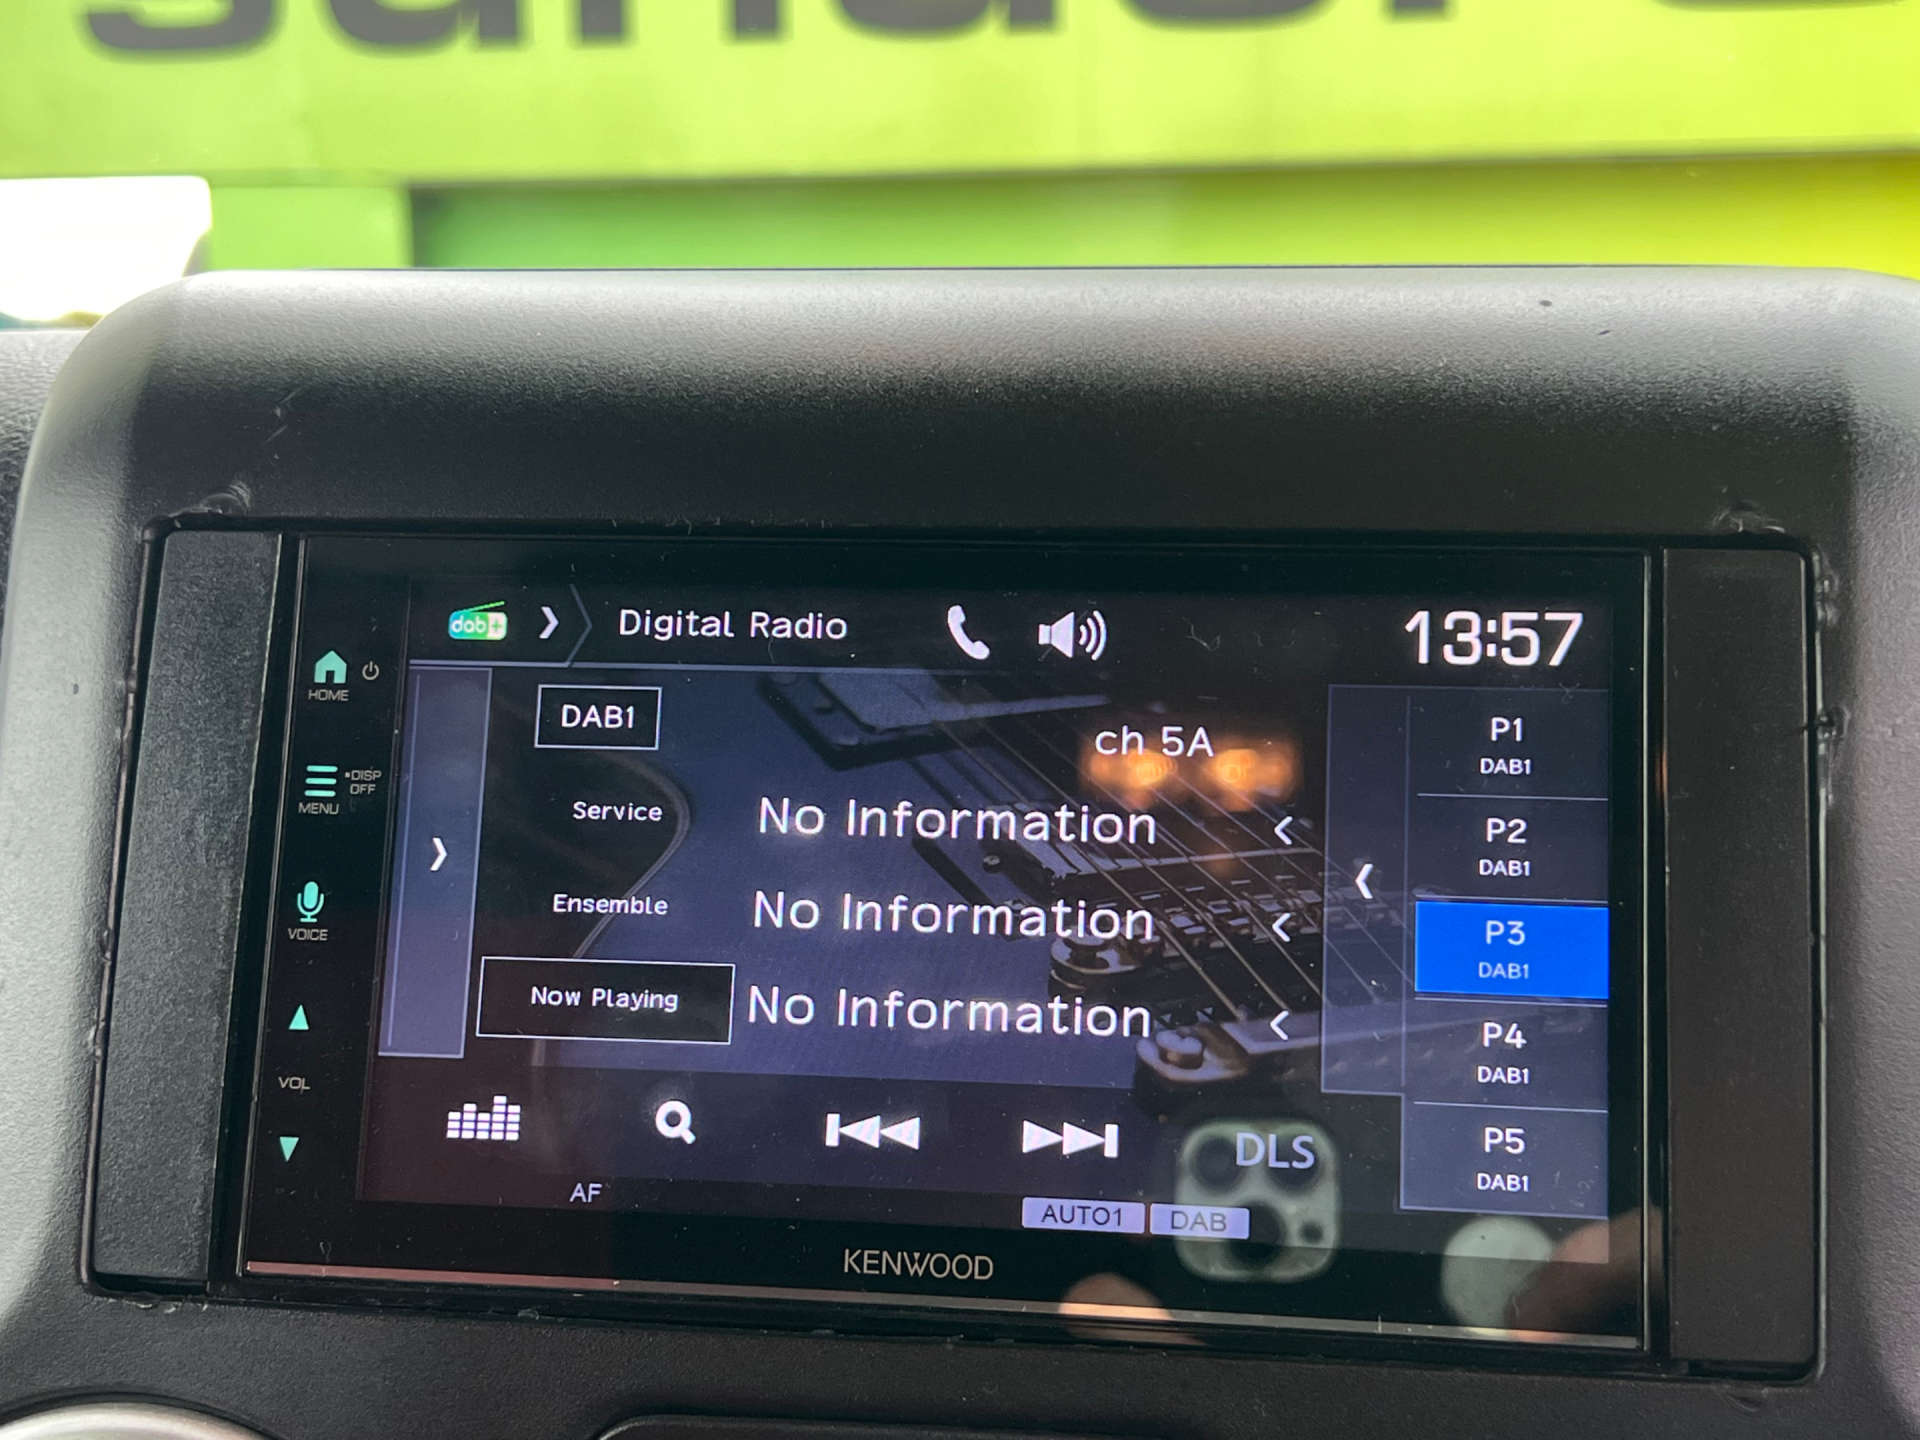 dab+
Digital Radio
13:57
HOME
DAB1
ch 5A
P1
DAB1
DISP
OFF
MENU
Service
No Information
P2
DAB1
VOICE
Ensemble
No Information
P3
DAB1
Now Playing
No Information
P4
DAB1
VOL
DLS
P5
DAB1
AF
AUTO1
DAB
KENWOOD